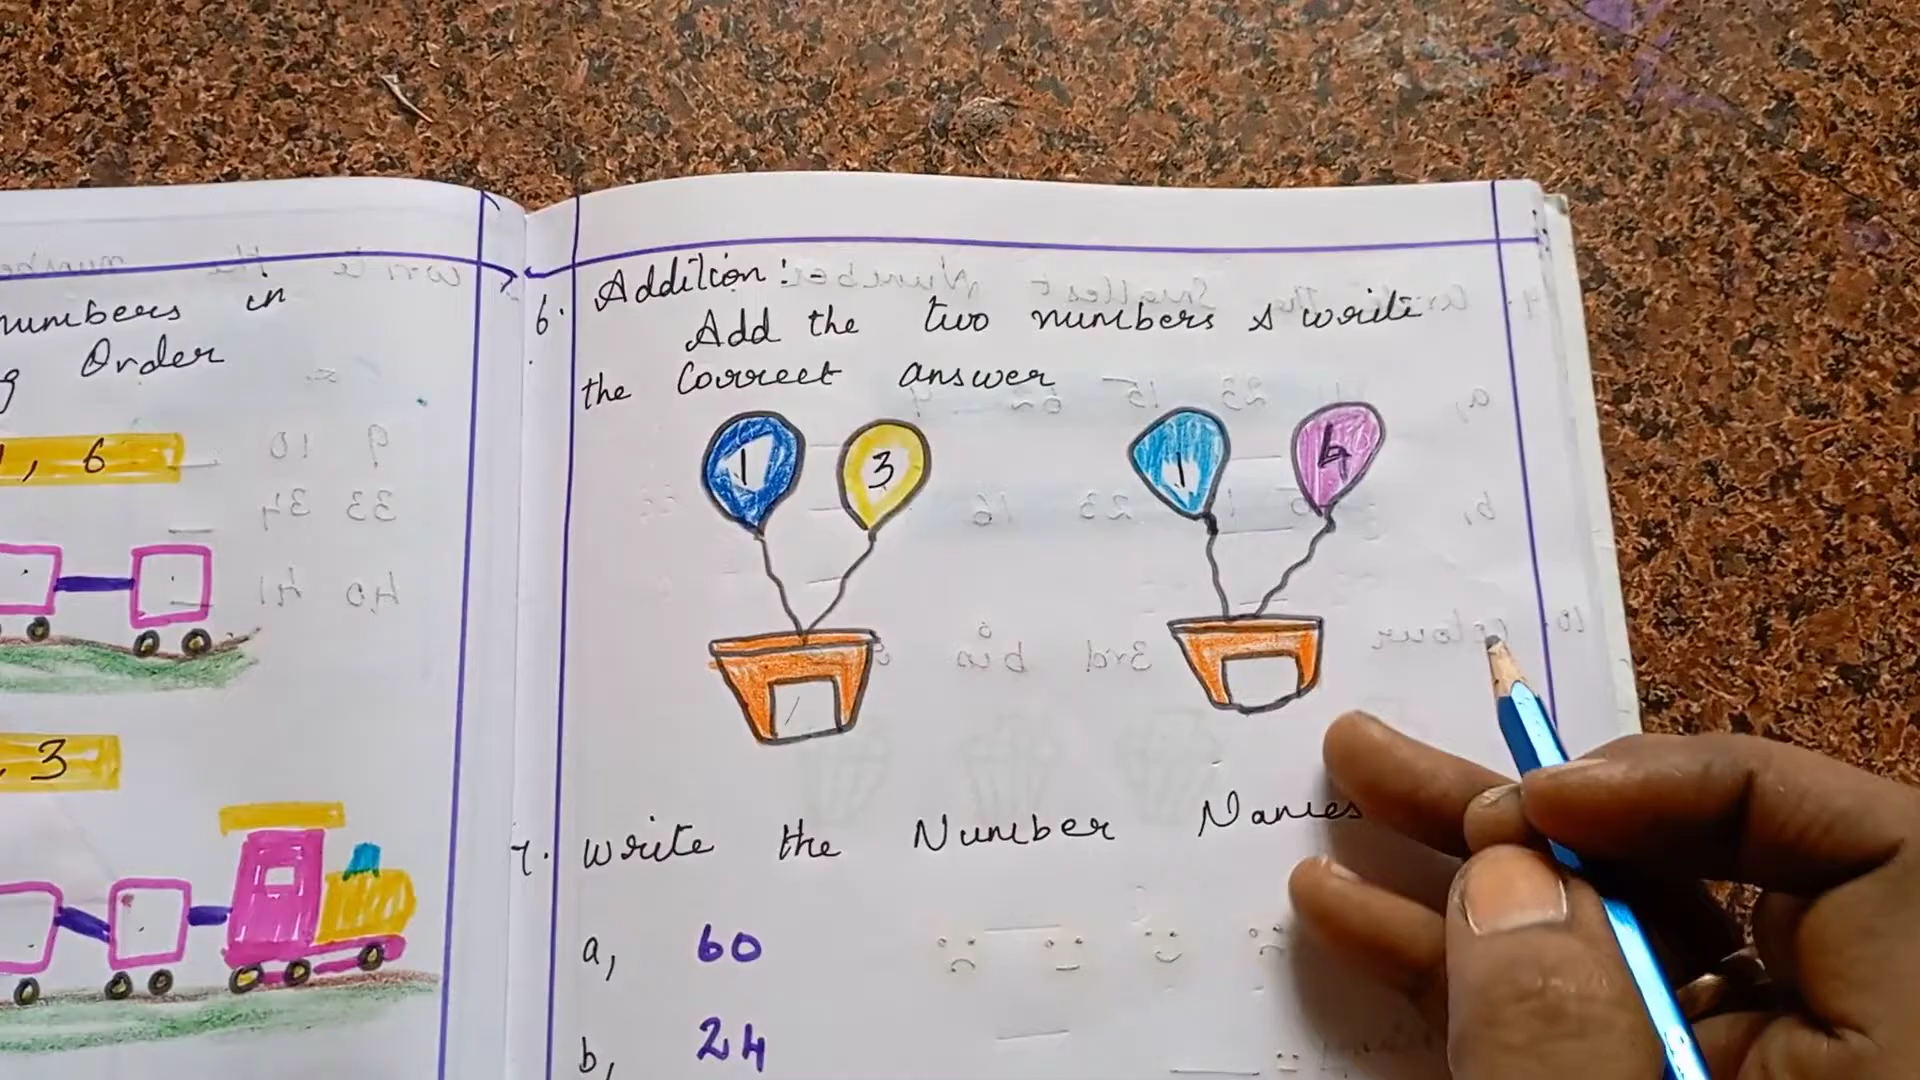 numbers in
Order
, 6
3
6. Addition:-
Add the two numbers & write
the Correct answer
1 3 1 4
7. Write the Number Names
a, 60
b, 24